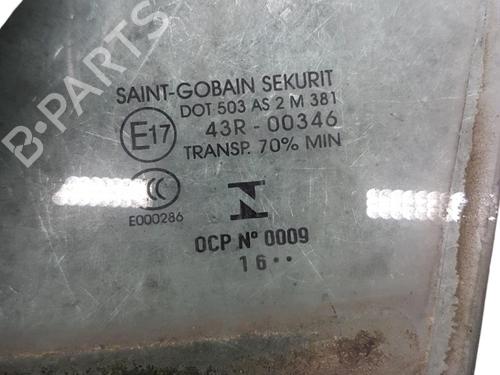 B-PARTS
SAINT-GOBAIN SEKURIT
DOT 503 AS 2 M 381
E17
43R - 00346
TRANSP. 70% MIN
CCC
E000286
OCP Nº 0009
16••